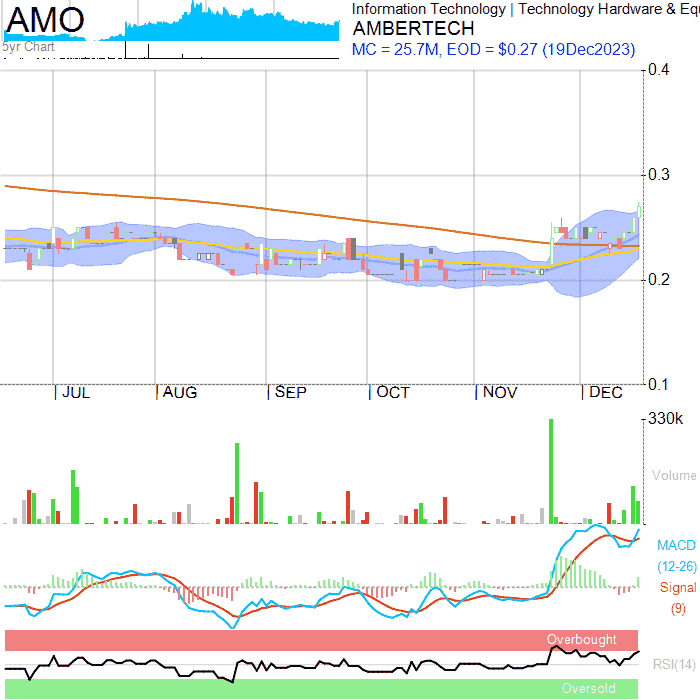 AMO
5yr Chart
Information Technology | Technology Hardware & Equ
AMBERTECH
MC = 25.7M, EOD = $0.27 (19Dec2023)
0.4
0.3
0.2
0.1
| JUL | AUG | SEP | OCT | NOV | DEC
330k
Volume
MACD
(12-26)
Signal
(9)
Overbought
RSI(14)
Oversold